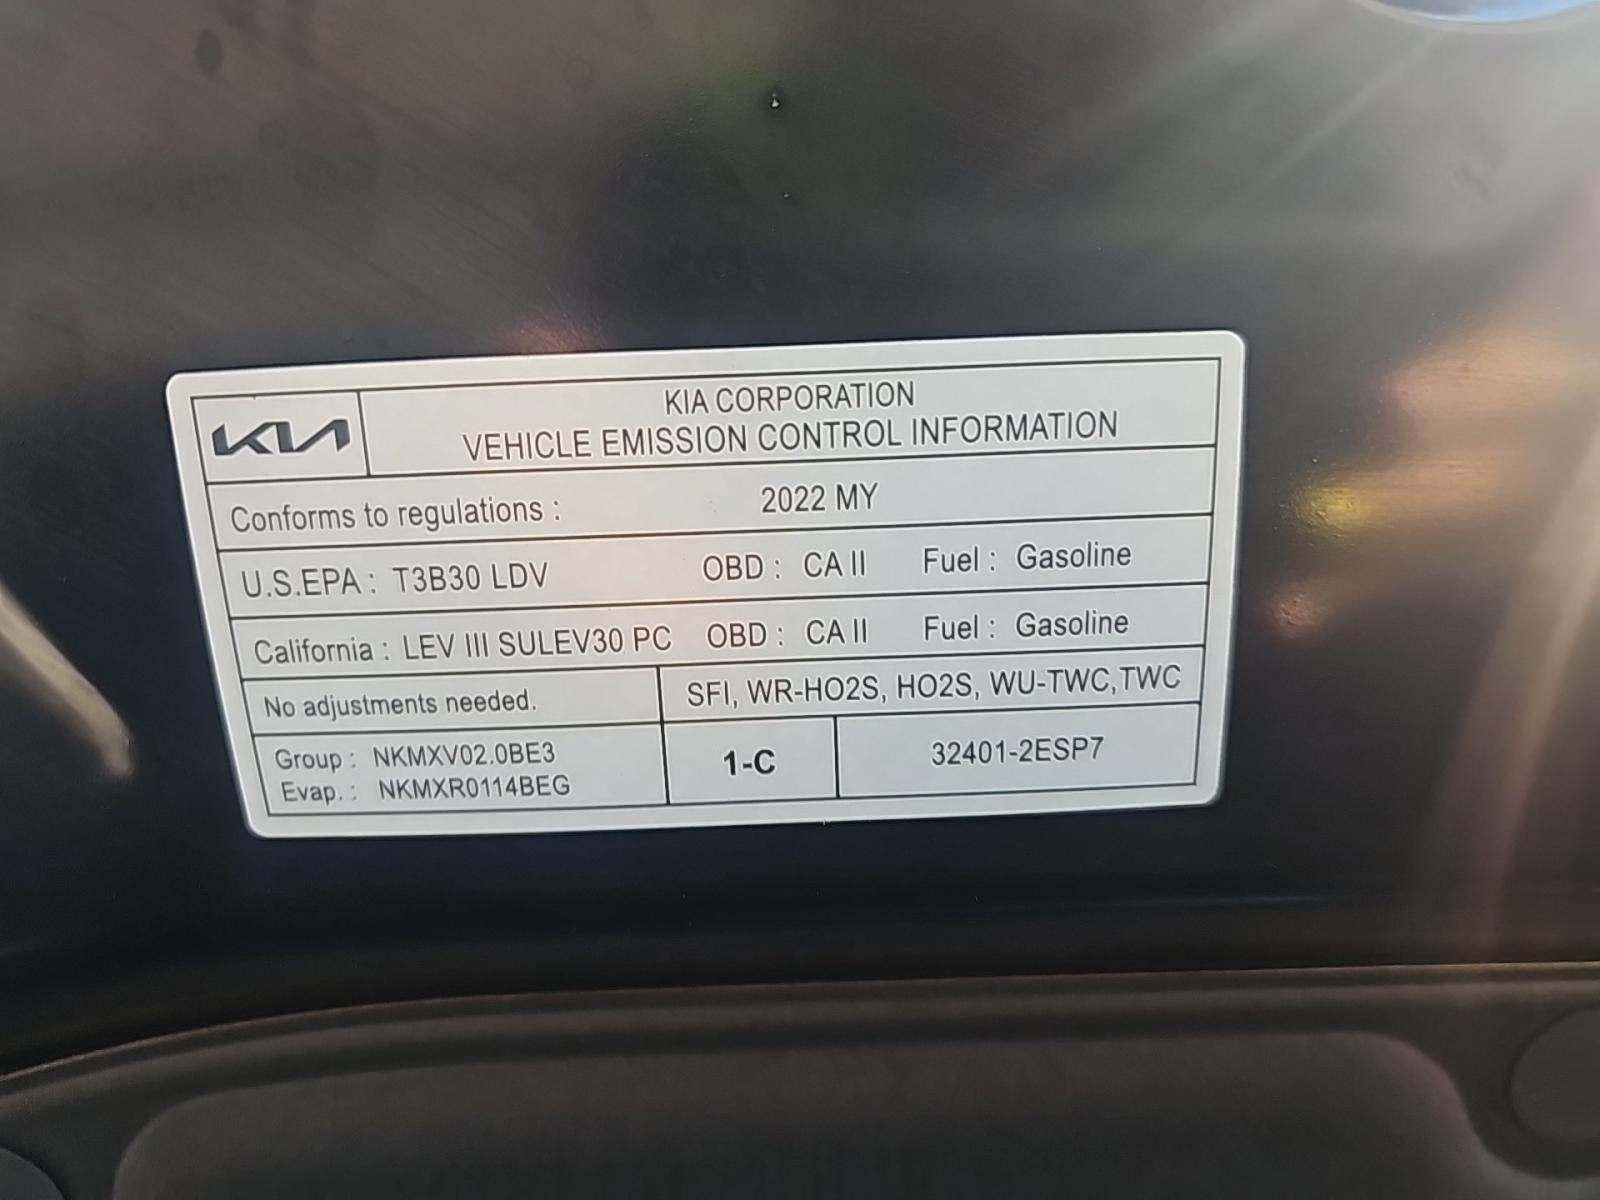 KIA
KIA CORPORATION
VEHICLE EMISSION CONTROL INFORMATION
Conforms to regulations : 2022 MY
U.S.EPA : T3B30 LDV OBD : CA II Fuel : Gasoline
California : LEV III SULEV30 PC OBD : CA II Fuel : Gasoline
No adjustments needed. SFI, WR-HO2S, HO2S, WU-TWC,TWC
Group : NKMXV02.0BE3
Evap. : NKMXR0114BEG
1-C
32401-2ESP7